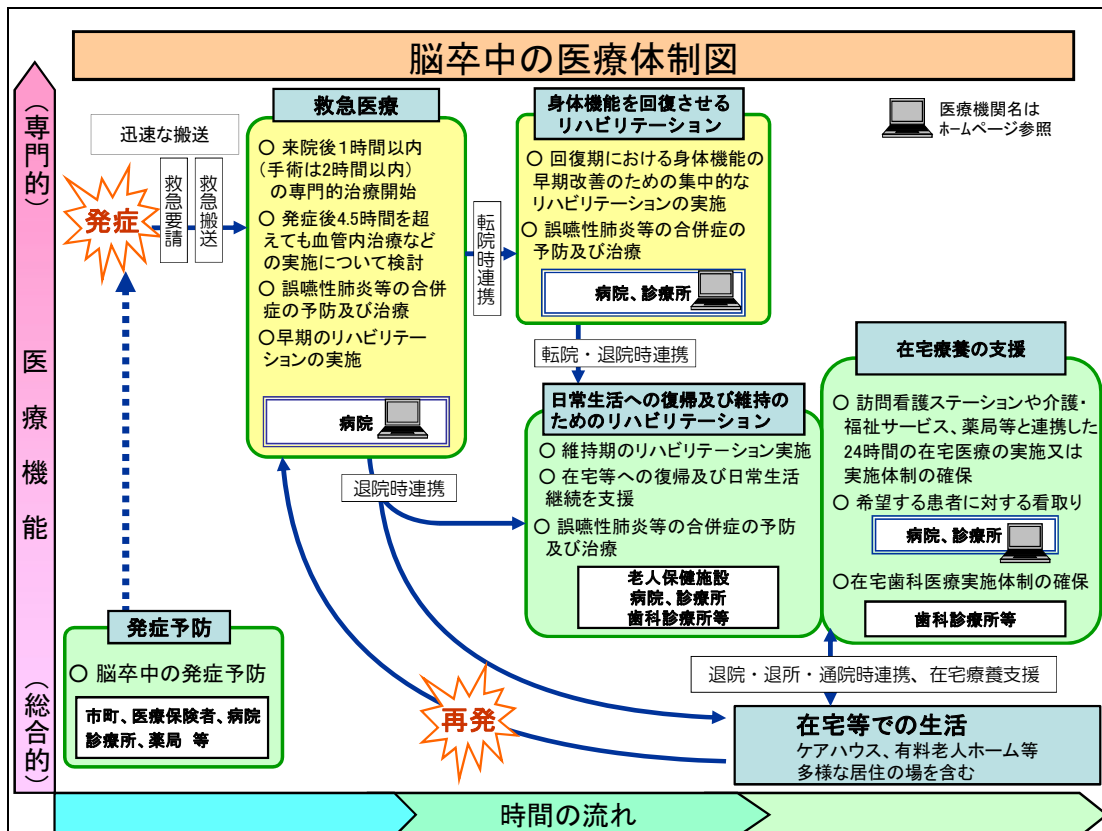 脳卒中の医療体制図
(専門的)
医療機能
(総合的)
迅速な搬送
発症
救急要請
救急搬送
救急医療
○ 来院後1時間以内
(手術は2時間以内)
の専門的治療開始
○ 発症後4.5時間を超
えても血管内治療など
の実施について検討
○ 誤嚥性肺炎等の合併
症の予防及び治療
○早期のリハビリテー
ションの実施
病院
転院時連携
身体機能を回復させる
リハビリテーション
○ 回復期における身体機能の
早期改善のための集中的な
リハビリテーションの実施
○ 誤嚥性肺炎等の合併症の
予防及び治療
病院、診療所
医療機関名は
ホームページ参照
転院・退院時連携
退院時連携
日常生活への復帰及び維持の
ためのリハビリテーション
○ 維持期のリハビリテーション実施
○ 在宅等への復帰及び日常生活
継続を支援
○ 誤嚥性肺炎等の合併症の予防
及び治療
老人保健施設
病院、診療所
歯科診療所等
在宅療養の支援
○ 訪問看護ステーションや介護・
福祉サービス、薬局等と連携した
24時間の在宅医療の実施又は
実施体制の確保
○ 希望する患者に対する看取り
病院、診療所
○在宅歯科医療実施体制の確保
歯科診療所等
発症予防
○ 脳卒中の発症予防
市町、医療保険者、病院
診療所、薬局 等
再発
退院・退所・通院時連携、在宅療養支援
在宅等での生活
ケアハウス、有料老人ホーム等
多様な居住の場を含む
時間の流れ